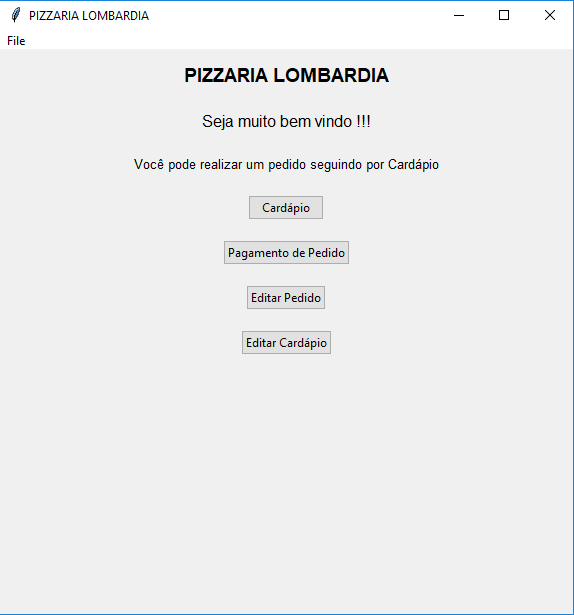 PIZZARIA LOMBARDIA
File
PIZZARIA LOMBARDIA
Seja muito bem vindo !!!
Você pode realizar um pedido seguindo por Cardápio
Cardápio
Pagamento de Pedido
Editar Pedido
Editar Cardápio